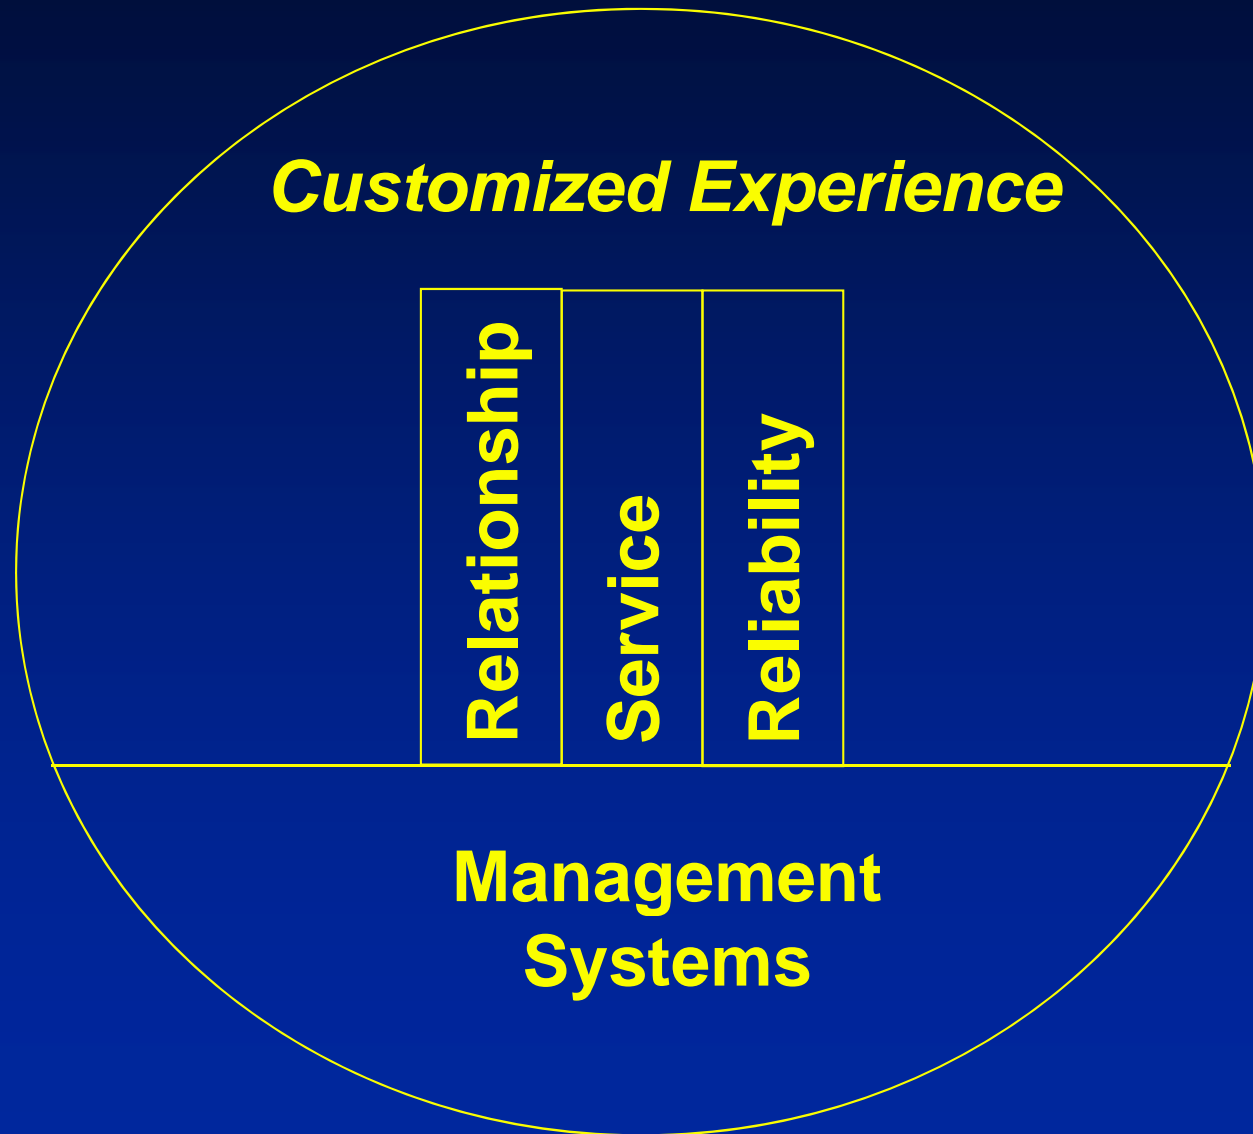 Customized Experience
Relationship
Service
Reliability
Management
Systems